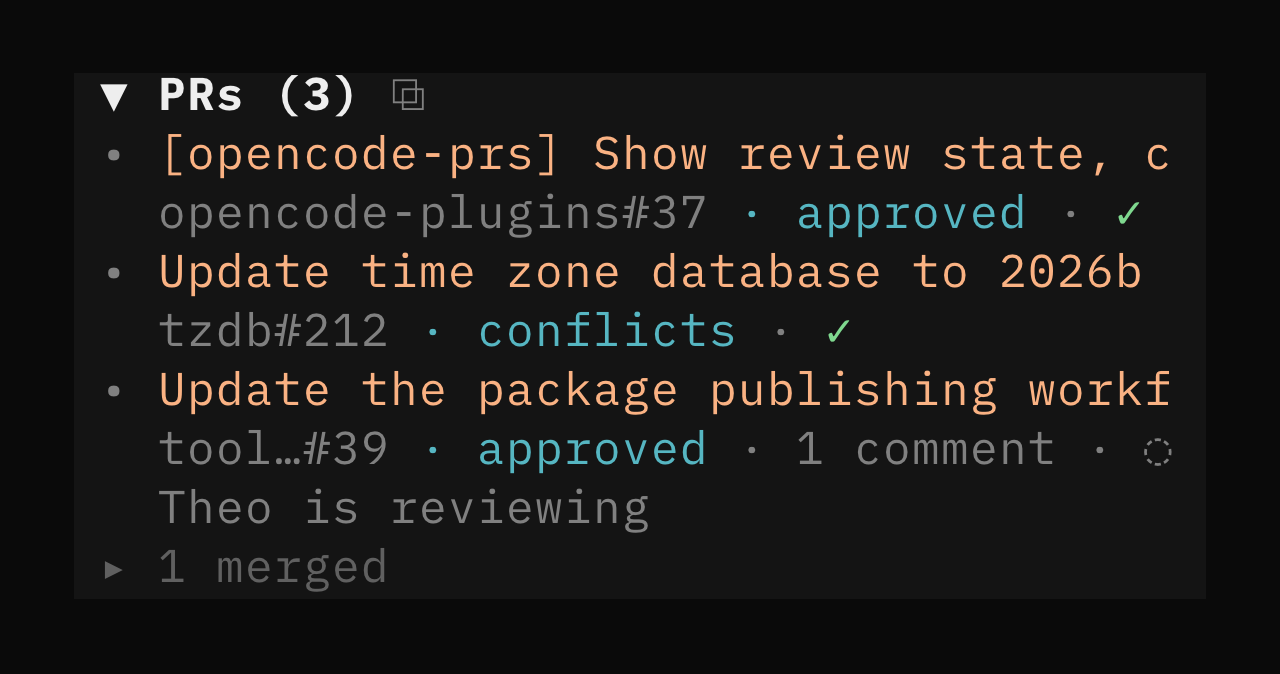 ▼ PRs (3) ⧉
• [opencode-prs] Show review state, c
opencode-plugins#37 · approved · ✓
• Update time zone database to 2026b
tzdb#212 · conflicts · ✓
• Update the package publishing workf
tool…#39 · approved · 1 comment · ◌
Theo is reviewing
▸ 1 merged